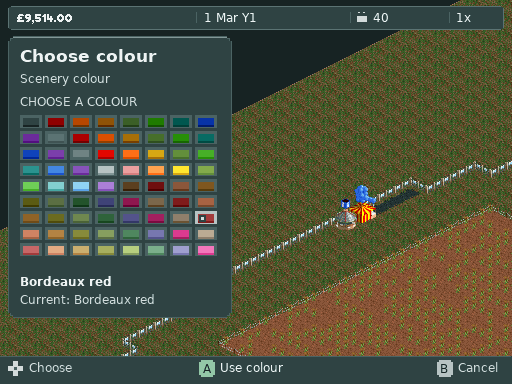 £9,514.00
1 Mar Y1
40
1x
Choose colour
Scenery colour
CHOOSE A COLOUR
Bordeaux red
Current: Bordeaux red
Choose
A Use colour
B Cancel